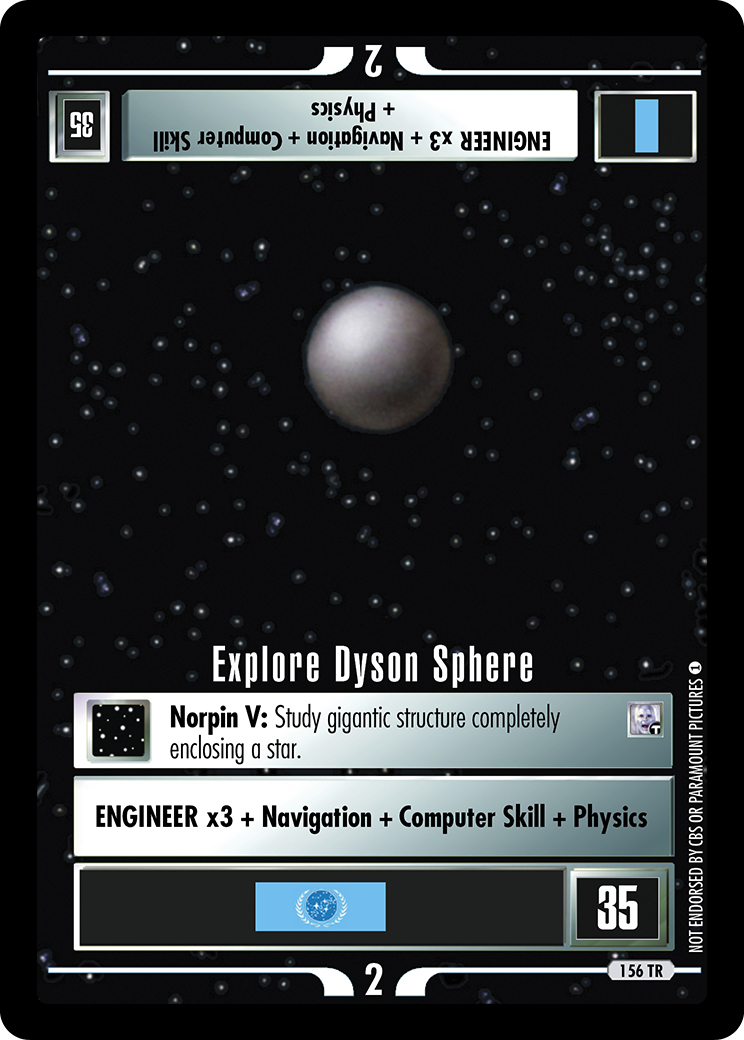 2
35
ENGINEER x3 + Navigation + Computer Skill
+ Physics
Explore Dyson Sphere
Norpin V: Study gigantic structure completely
enclosing a star.
T
ENGINEER x3 + Navigation + Computer Skill + Physics
35
2
156 TR
NOT ENDORSED BY CBS OR PARAMOUNT PICTURES 1